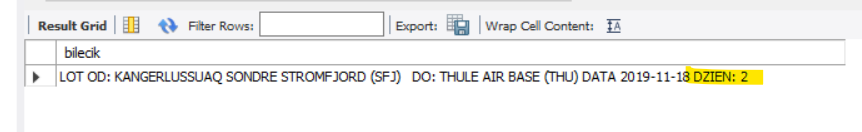 Result Grid Filter Rows: Export: Wrap Cell Content: IA
bilecik
LOT OD: KANGERLUSSUAQ SONDRE STROMFJORD (SFJ) DO: THULE AIR BASE (THU) DATA 2019-11-18 DZIEN: 2